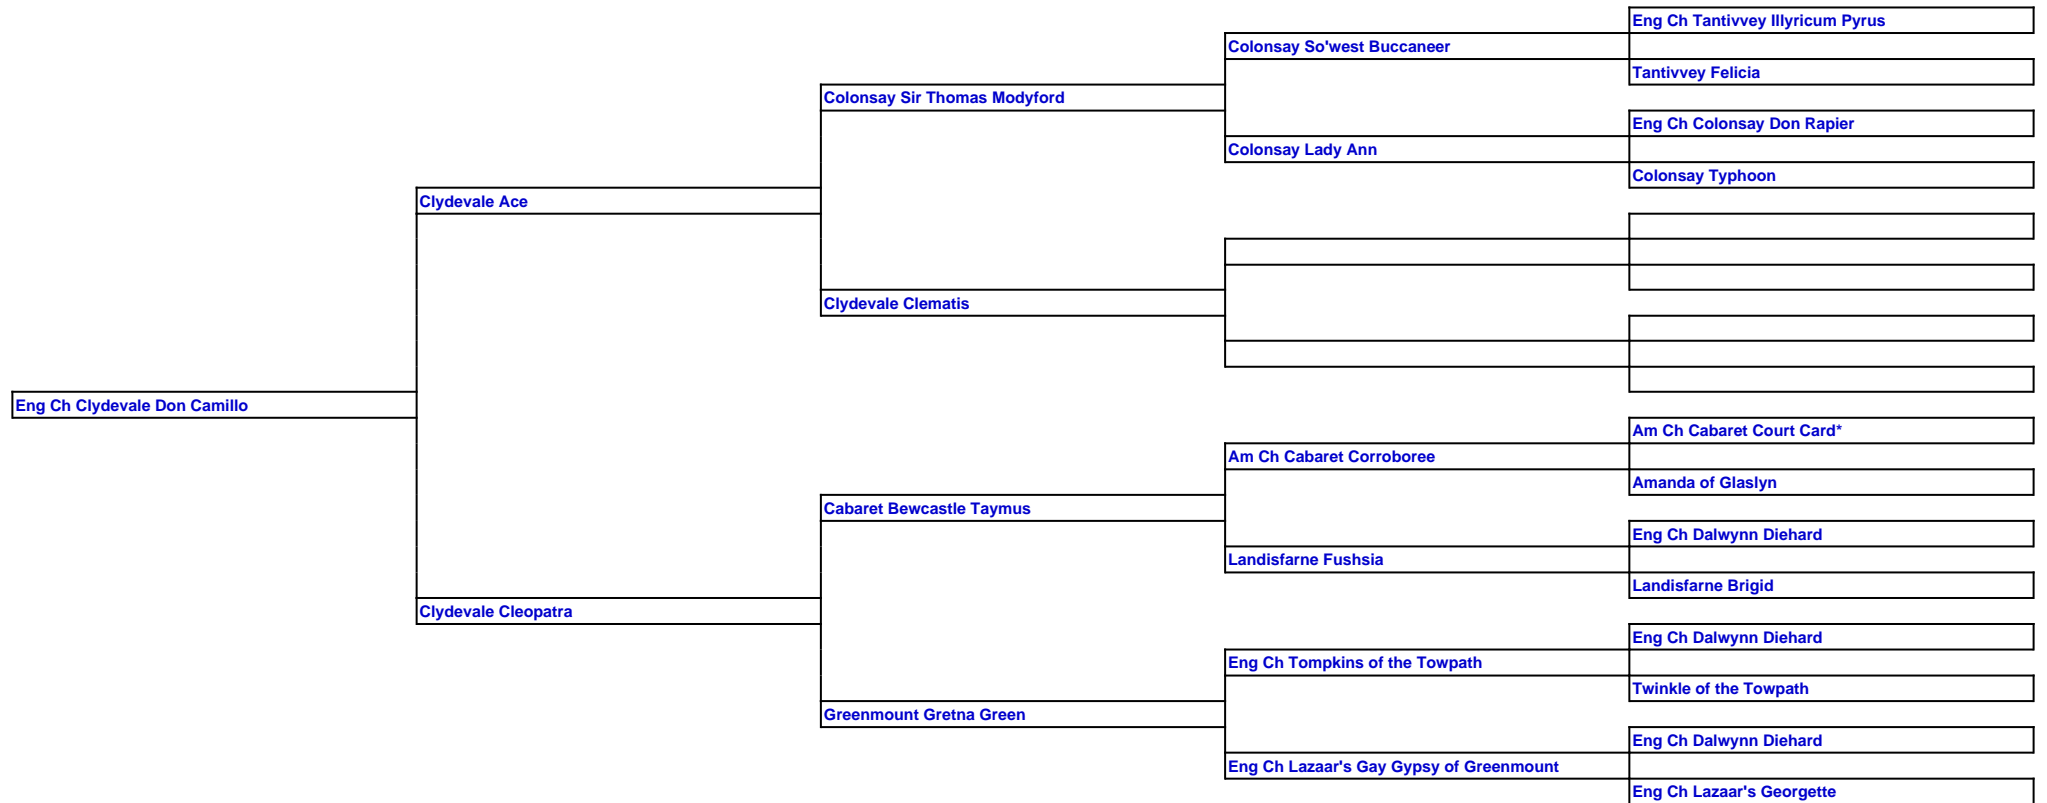 Eng Ch Tantivvey Illyricum Pyrus
Colonsay So'west Buccaneer
Tantivvey Felicia
Colonsay Sir Thomas Modyford
Eng Ch Colonsay Don Rapier
Colonsay Lady Ann
Colonsay Typhoon
Clydevale Ace
Clydevale Clematis
Eng Ch Clydevale Don Camillo
Am Ch Cabaret Court Card*
Am Ch Cabaret Corroboree
Amanda of Glaslyn
Cabaret Bewcastle Taymus
Eng Ch Dalwynn Diehard
Landisfarne Fushsia
Landisfarne Brigid
Clydevale Cleopatra
Eng Ch Dalwynn Diehard
Eng Ch Tompkins of the Towpath
Twinkle of the Towpath
Greenmount Gretna Green
Eng Ch Dalwynn Diehard
Eng Ch Lazaar's Gay Gypsy of Greenmount
Eng Ch Lazaar's Georgette